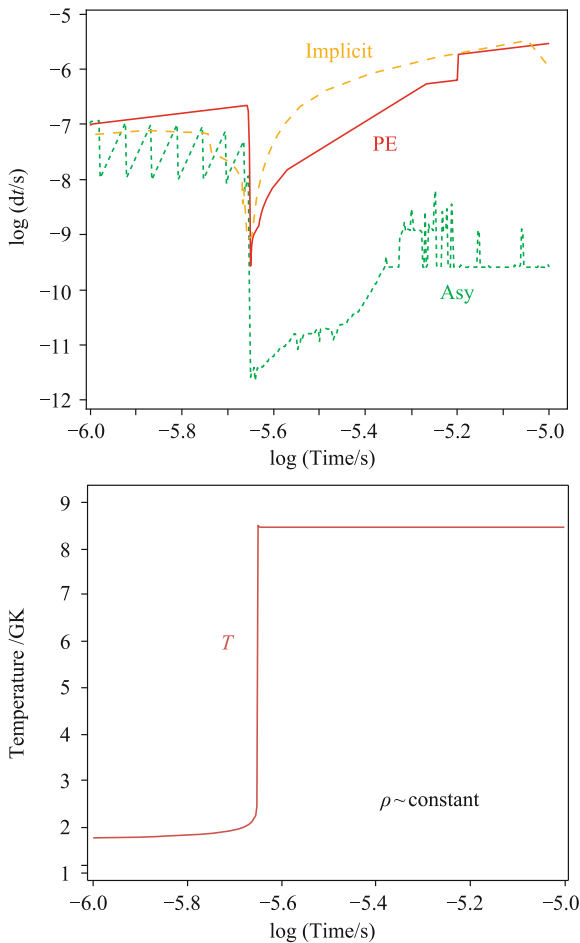 −5
−6
−7
−8
−9
−10
−11
−12
log (dt/s)
Implicit
PE
Asy
−6.0 −5.8 −5.6 −5.4 −5.2 −5.0
log (Time/s)
9
8
7
6
5
4
3
2
1
Temperature /GK
T
ρ ~ constant
−6.0 −5.8 −5.6 −5.4 −5.2 −5.0
log (Time/s)